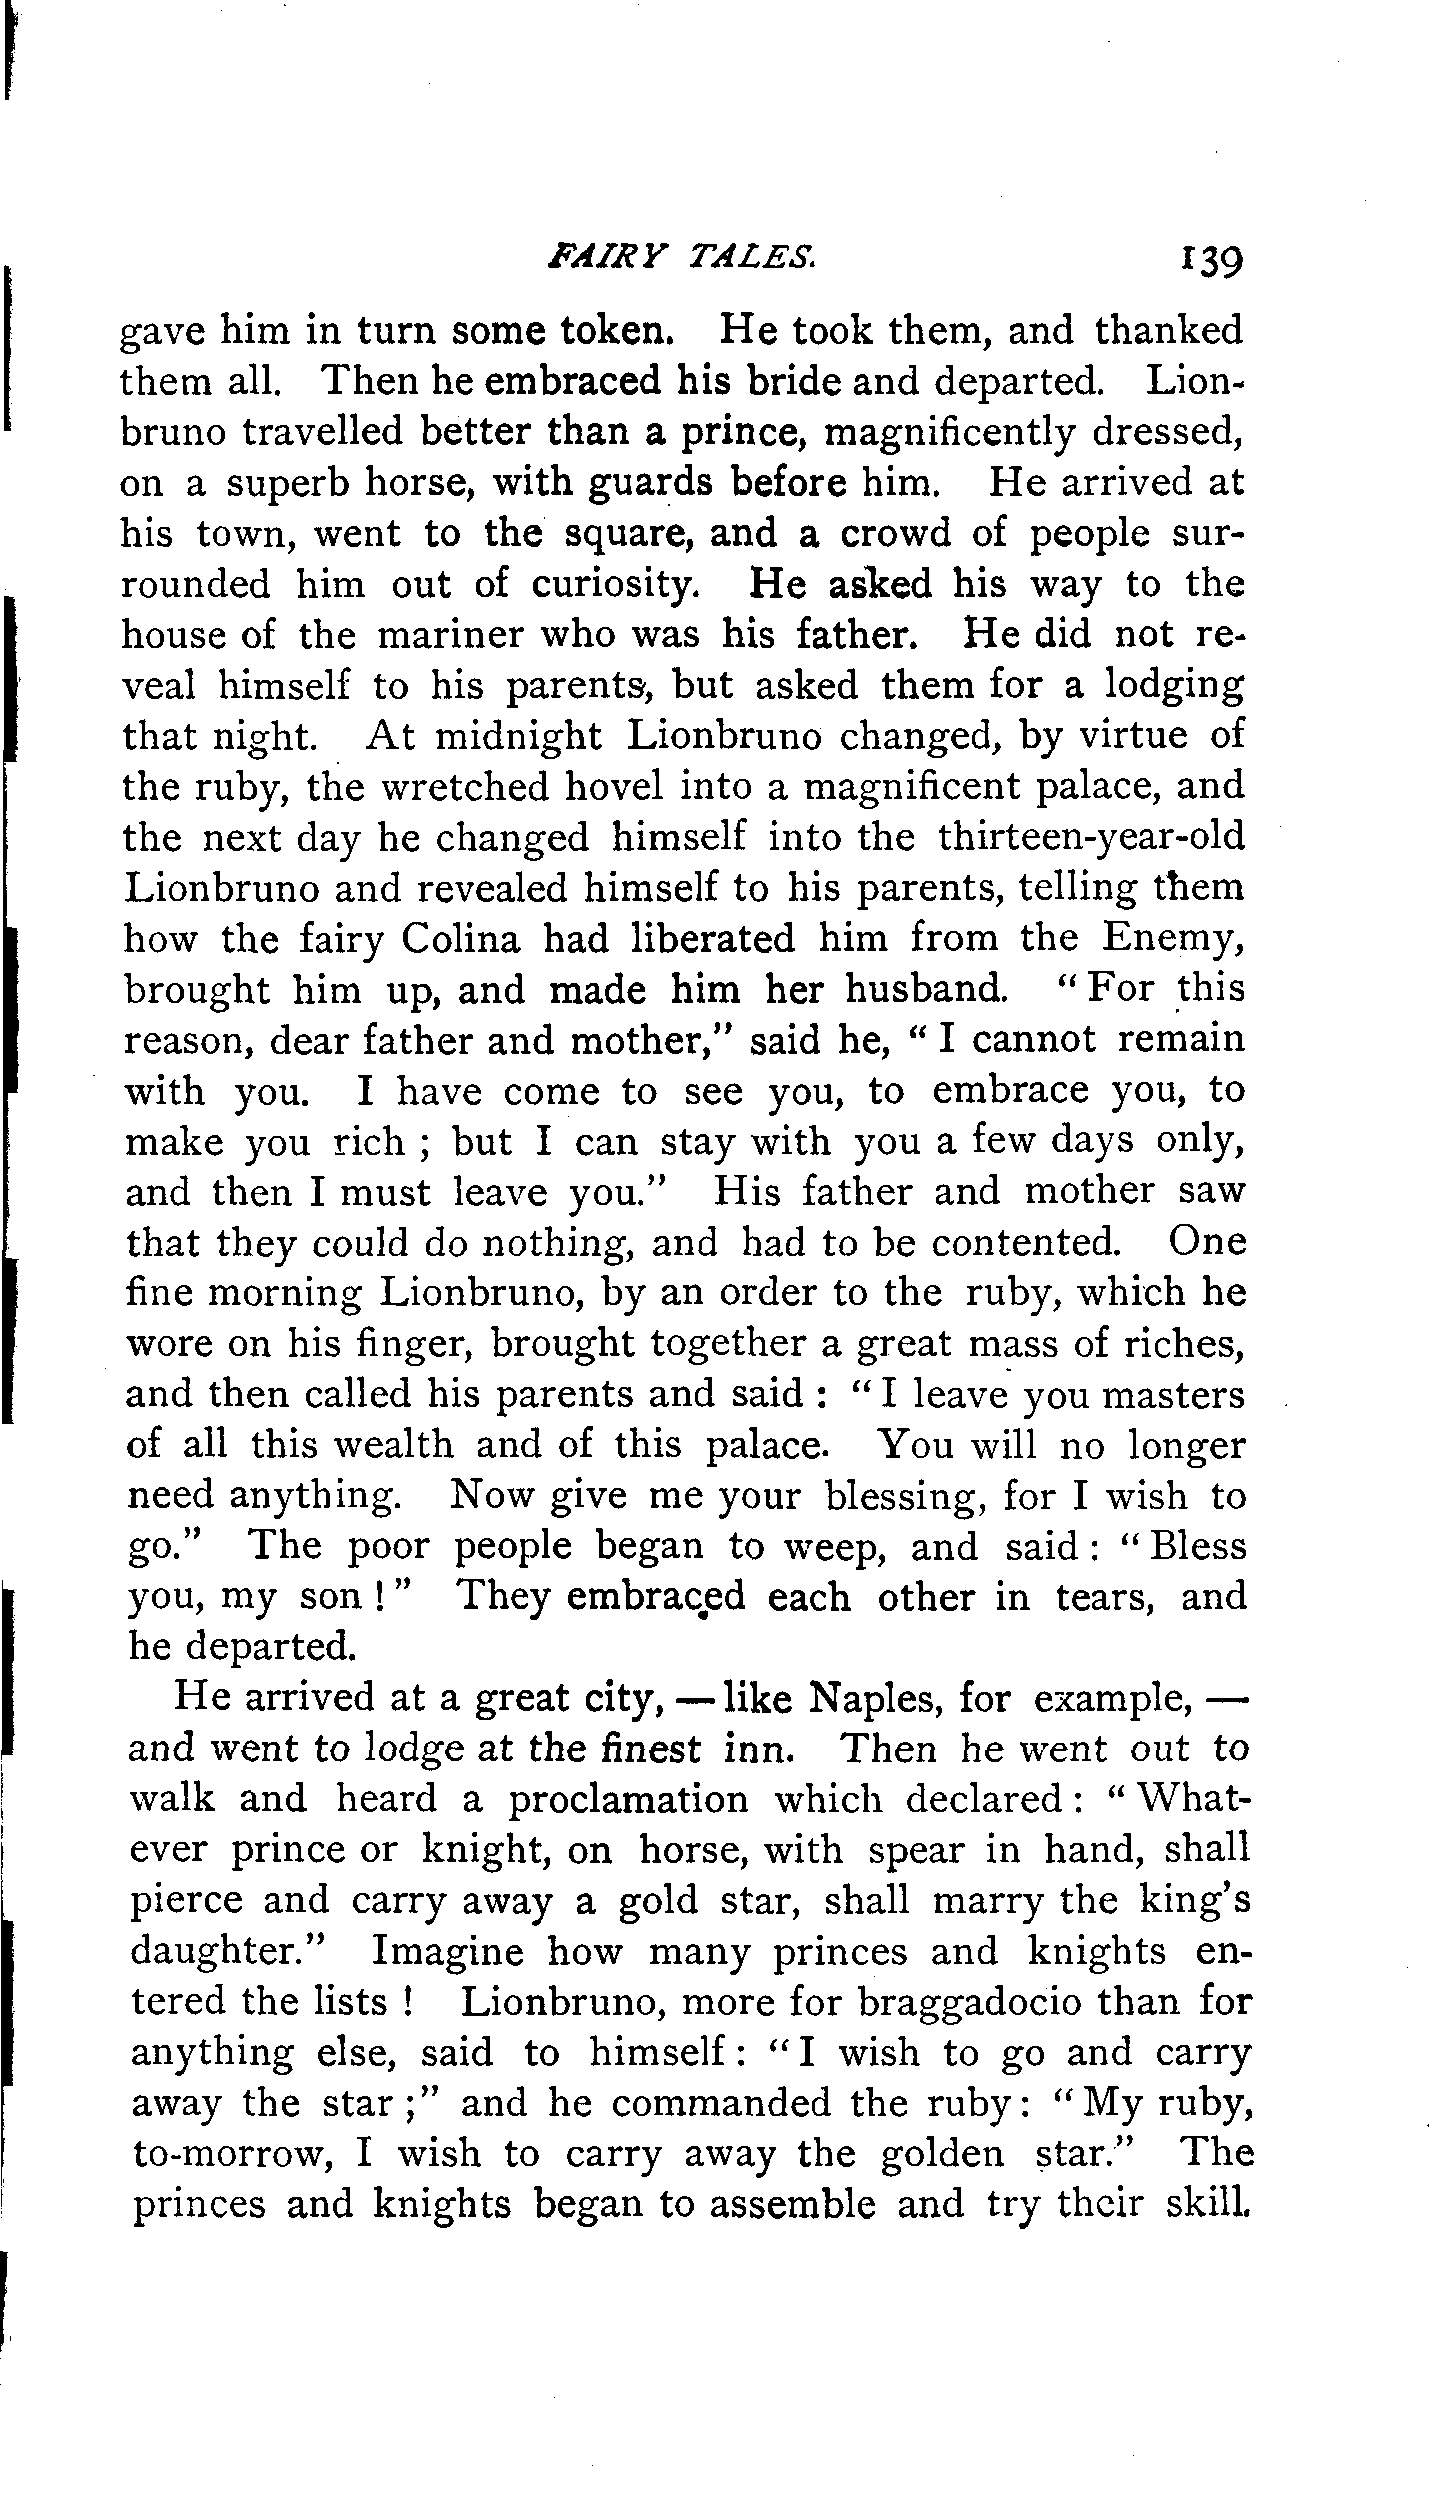 FAIRY TALES. 139
gave him in turn some token. He took them, and thanked
them all. Then he embraced his bride and departed. Lion-
bruno travelled better than a prince, magnificently dressed,
on a superb horse, with guards before him. He arrived at
his town, went to the square, and a crowd of people sur-
rounded him out of curiosity. He asked his way to the
house of the mariner who was his father. He did not re-
veal himself to his parents, but asked them for a lodging
that night. At midnight Lionbruno changed, by virtue of
the ruby, the wretched hovel into a magnificent palace, and
the next day he changed himself into the thirteen-year-old
Lionbruno and revealed himself to his parents, telling them
how the fairy Colina had liberated him from the Enemy,
brought him up, and made him her husband. "For this
reason, dear father and mother," said he, "I cannot remain
with you. I have come to see you, to embrace you, to
make you rich; but I can stay with you a few days only,
and then I must leave you." His father and mother saw
that they could do nothing, and had to be contented. One
fine morning Lionbruno, by an order to the ruby, which he
wore on his finger, brought together a great mass of riches,
and then called his parents and said: "I leave you masters
of all this wealth and of this palace. You will no longer
need anything. Now give me your blessing, for I wish to
go." The poor people began to weep, and said: "Bless
you, my son!" They embraced each other in tears, and
he departed.
He arrived at a great city, — like Naples, for example, —
and went to lodge at the finest inn. Then he went out to
walk and heard a proclamation which declared: "What-
ever prince or knight, on horse, with spear in hand, shall
pierce and carry away a gold star, shall marry the king's
daughter." Imagine how many princes and knights en-
tered the lists! Lionbruno, more for braggadocio than for
anything else, said to himself: "I wish to go and carry
away the star;" and he commanded the ruby: "My ruby,
to-morrow, I wish to carry away the golden star." The
princes and knights began to assemble and try their skill.